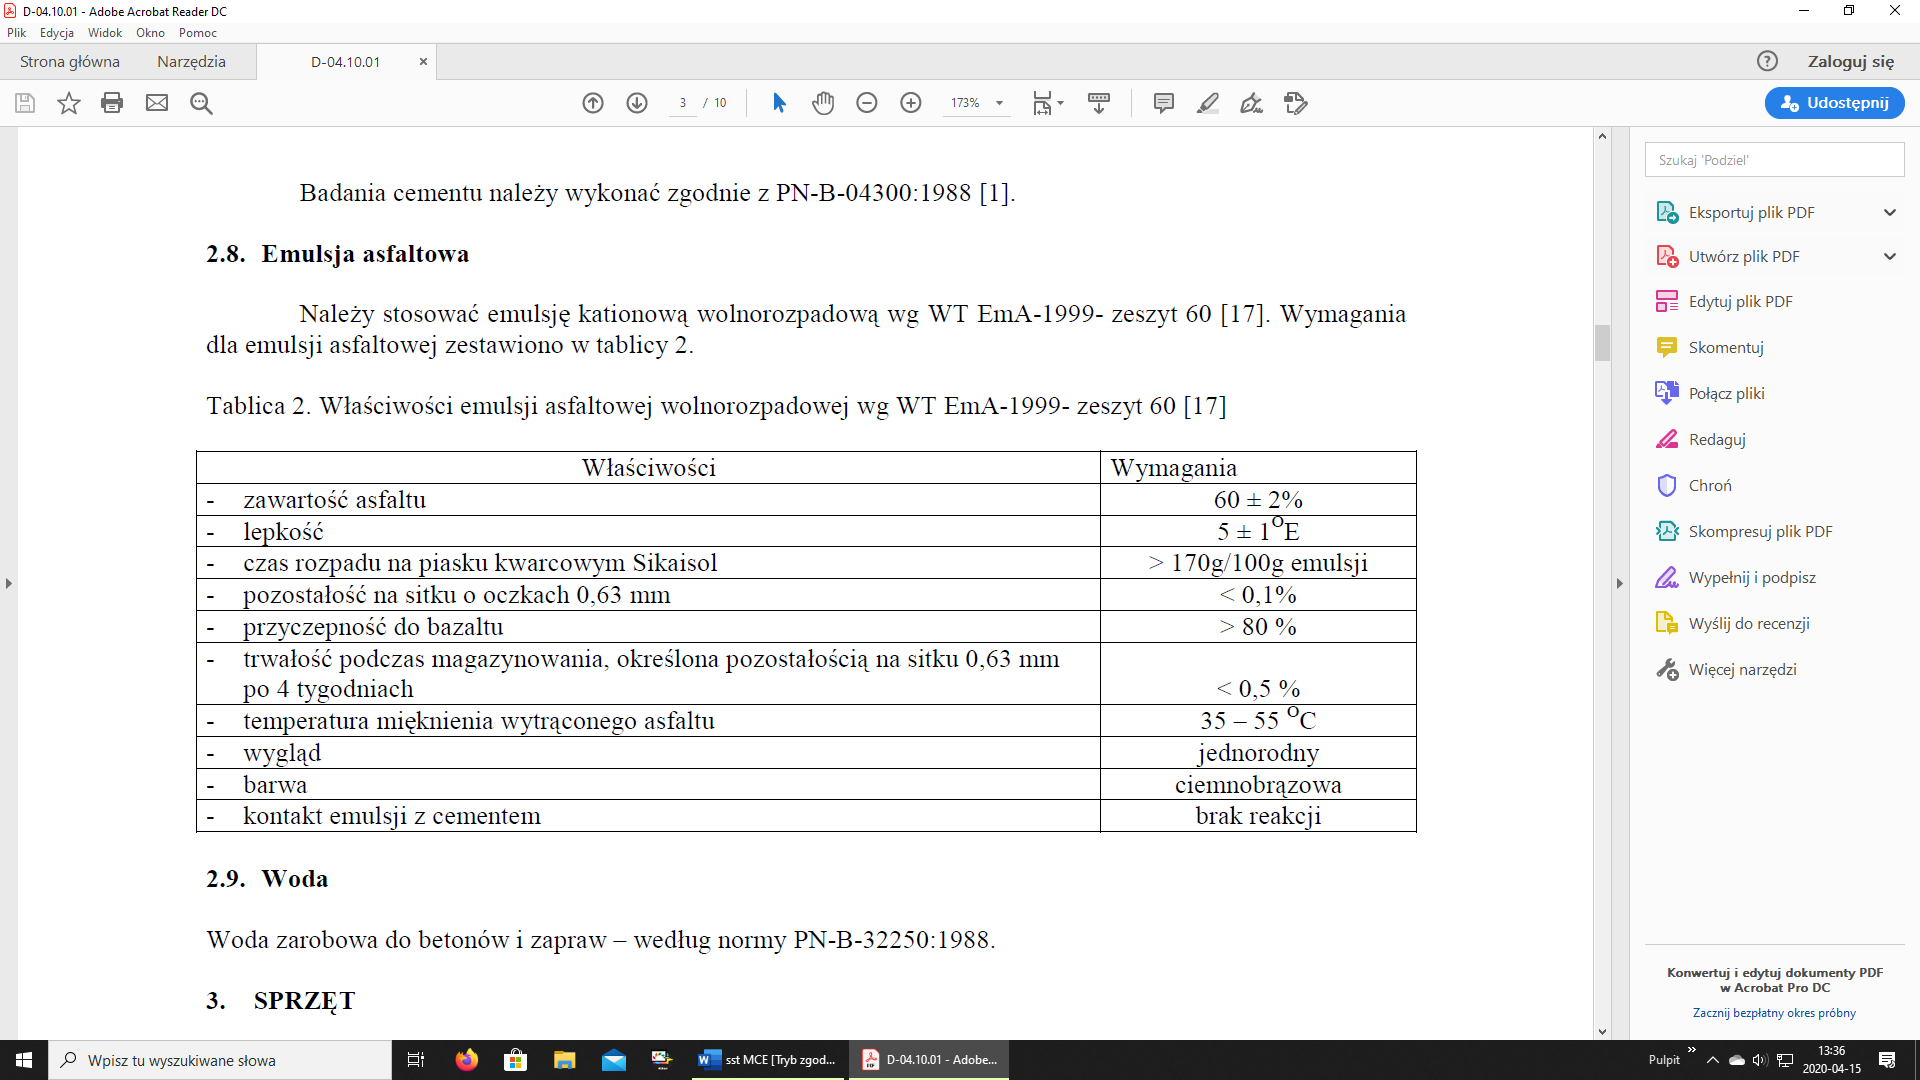 D-04.10.01 - Adobe Acrobat Reader DC
Plik Edycja Widok Okno Pomoc
Strona główna Narzędzia D-04.10.01 × Zaloguj się
3 / 10 173% Udostępnij
Badania cementu należy wykonać zgodnie z PN-B-04300:1988 [1].
2.8. Emulsja asfaltowa
Należy stosować emulsję kationową wolnorozpadową wg WT EmA-1999- zeszyt 60 [17]. Wymagania
dla emulsji asfaltowej zestawiono w tablicy 2.
Tablica 2. Właściwości emulsji asfaltowej wolnorozpadowej wg WT EmA-1999- zeszyt 60 [17]
Właściwości Wymagania
- zawartość asfaltu 60 ± 2%
- lepkość 5 ± 1°E
- czas rozpadu na piasku kwarcowym Sikaisol > 170g/100g emulsji
- pozostałość na sitku o oczkach 0,63 mm < 0,1%
- przyczepność do bazaltu > 80 %
- trwałość podczas magazynowania, określona pozostałością na sitku 0,63 mm
po 4 tygodniach < 0,5 %
- temperatura mięknienia wytrąconego asfaltu 35 – 55 °C
- wygląd jednorodny
- barwa ciemnobrązowa
- kontakt emulsji z cementem brak reakcji
2.9. Woda
Woda zarobowa do betonów i zapraw – według normy PN-B-32250:1988.
3. SPRZĘT
Szukaj 'Podziel'
Eksportuj plik PDF
Utwórz plik PDF
Edytuj plik PDF
Skomentuj
Połącz pliki
Redaguj
Chroń
Skompresuj plik PDF
Wypełnij i podpisz
Wyślij do recenzji
Więcej narzędzi
Konwertuj i edytuj dokumenty PDF
w Acrobat Pro DC
Zacznij bezpłatny okres próbny
Wpisz tu wyszukiwane słowa
sst MCE [Tryb zgod...
D-04.10.01 - Adobe...
Pulpit
13:36
2020-04-15